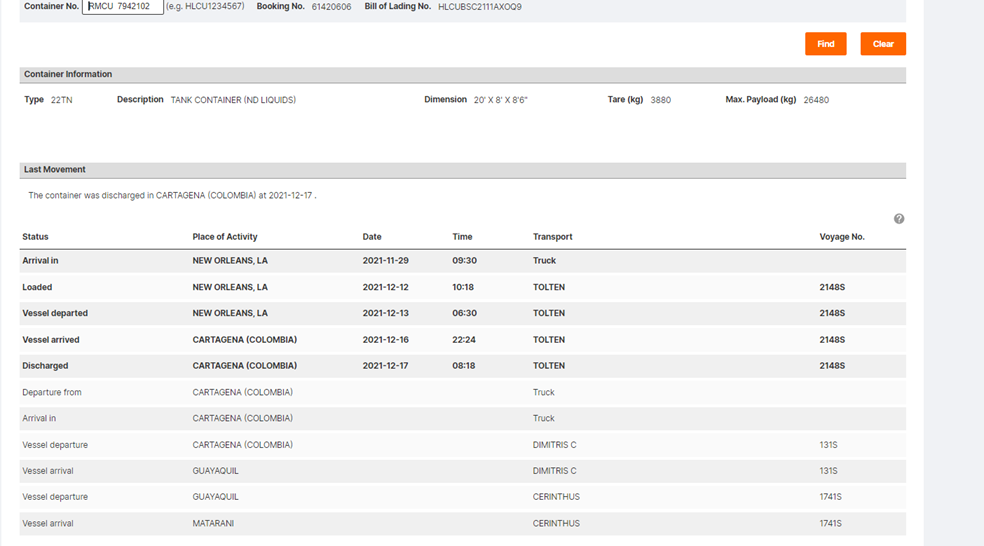 Container No. RMCU 7942102 (e.g. HLCU1234567) Booking No. 61420606 Bill of Lading No. HLCUBSC2111AXOQ9
Find Clear
Container Information
Type 22TN Description TANK CONTAINER (ND LIQUIDS) Dimension 20' X 8' X 8'6" Tare (kg) 3880 Max. Payload (kg) 26480
Last Movement
The container was discharged in CARTAGENA (COLOMBIA) at 2021-12-17 .
?
Status Place of Activity Date Time Transport Voyage No.
Arrival in NEW ORLEANS, LA 2021-11-29 09:30 Truck
Loaded NEW ORLEANS, LA 2021-12-12 10:18 TOLTEN 2148S
Vessel departed NEW ORLEANS, LA 2021-12-13 06:30 TOLTEN 2148S
Vessel arrived CARTAGENA (COLOMBIA) 2021-12-16 22:24 TOLTEN 2148S
Discharged CARTAGENA (COLOMBIA) 2021-12-17 08:18 TOLTEN 2148S
Departure from CARTAGENA (COLOMBIA) Truck
Arrival in CARTAGENA (COLOMBIA) Truck
Vessel departure CARTAGENA (COLOMBIA) DIMITRIS C 131S
Vessel arrival GUAYAQUIL DIMITRIS C 131S
Vessel departure GUAYAQUIL CERINTHUS 1741S
Vessel arrival MATARANI CERINTHUS 1741S